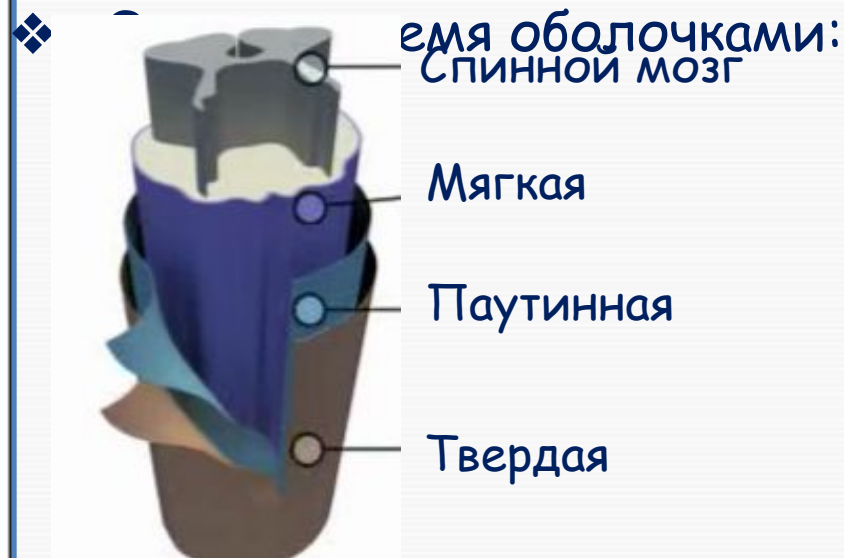 емя оболочками:
Спинной мозг
Мягкая
Паутинная
Твердая